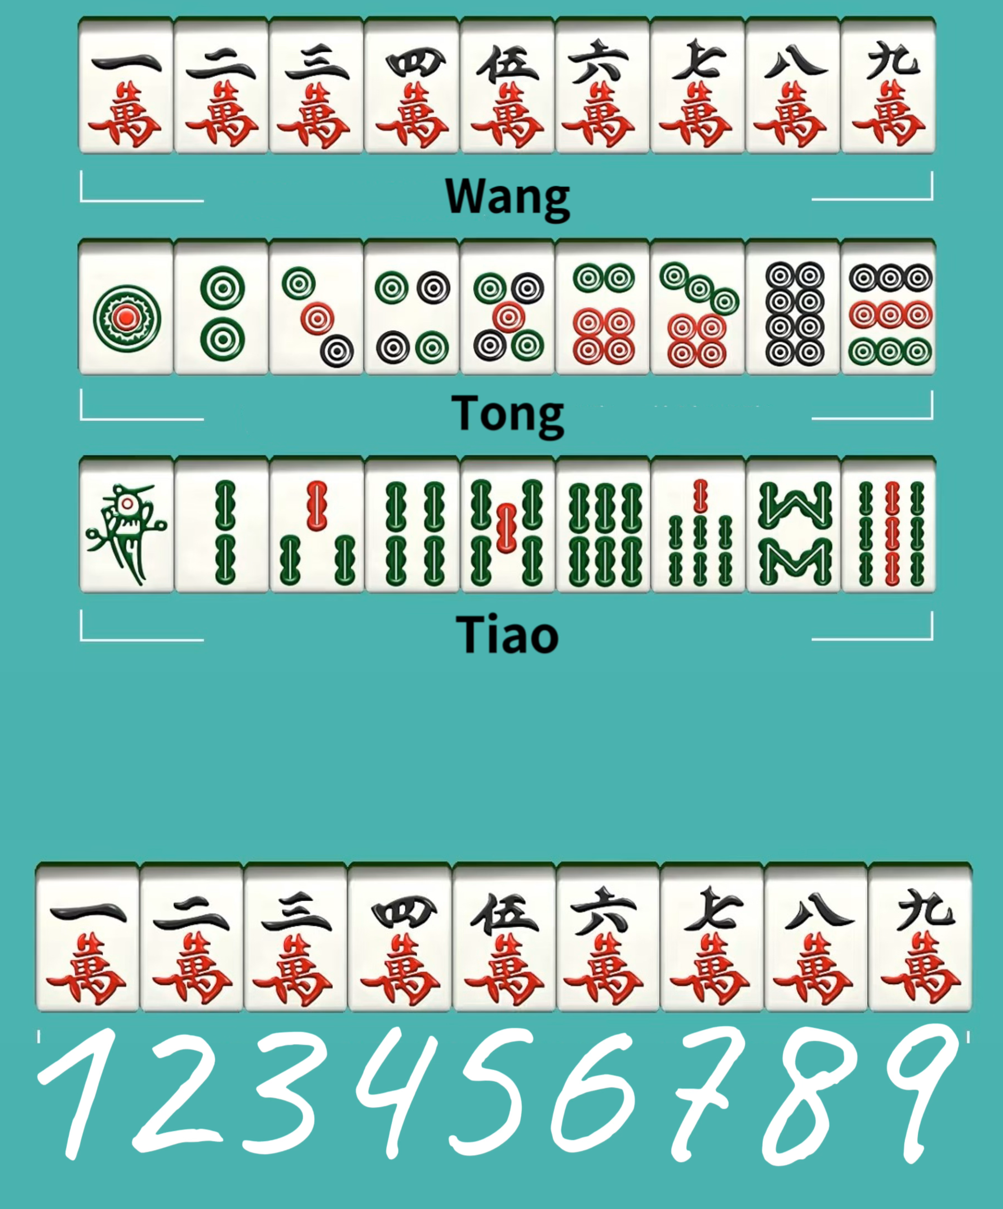 一 二 三 四 伍 六 七 八 九
萬 萬 萬 萬 萬 萬 萬 萬 萬
Wang
Tong
Tiao
一 二 三 四 伍 六 七 八 九
萬 萬 萬 萬 萬 萬 萬 萬 萬
1 2 3 4 5 6 7 8 9